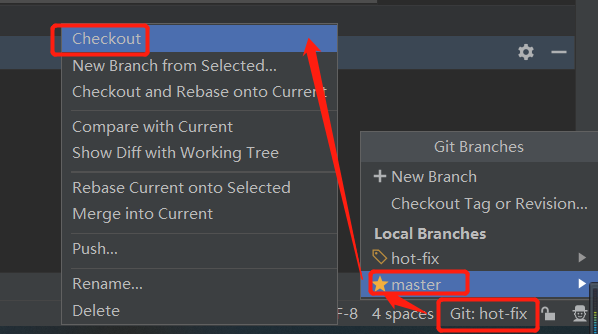 Checkout
New Branch from Selected...
Checkout and Rebase onto Current
Compare with Current
Show Diff with Working Tree
Rebase Current onto Selected
Merge into Current
Push...
Rename...
Delete
Git Branches
New Branch
Checkout Tag or Revision...
Local Branches
hot-fix
master
F-8 4 spaces Git: hot-fix